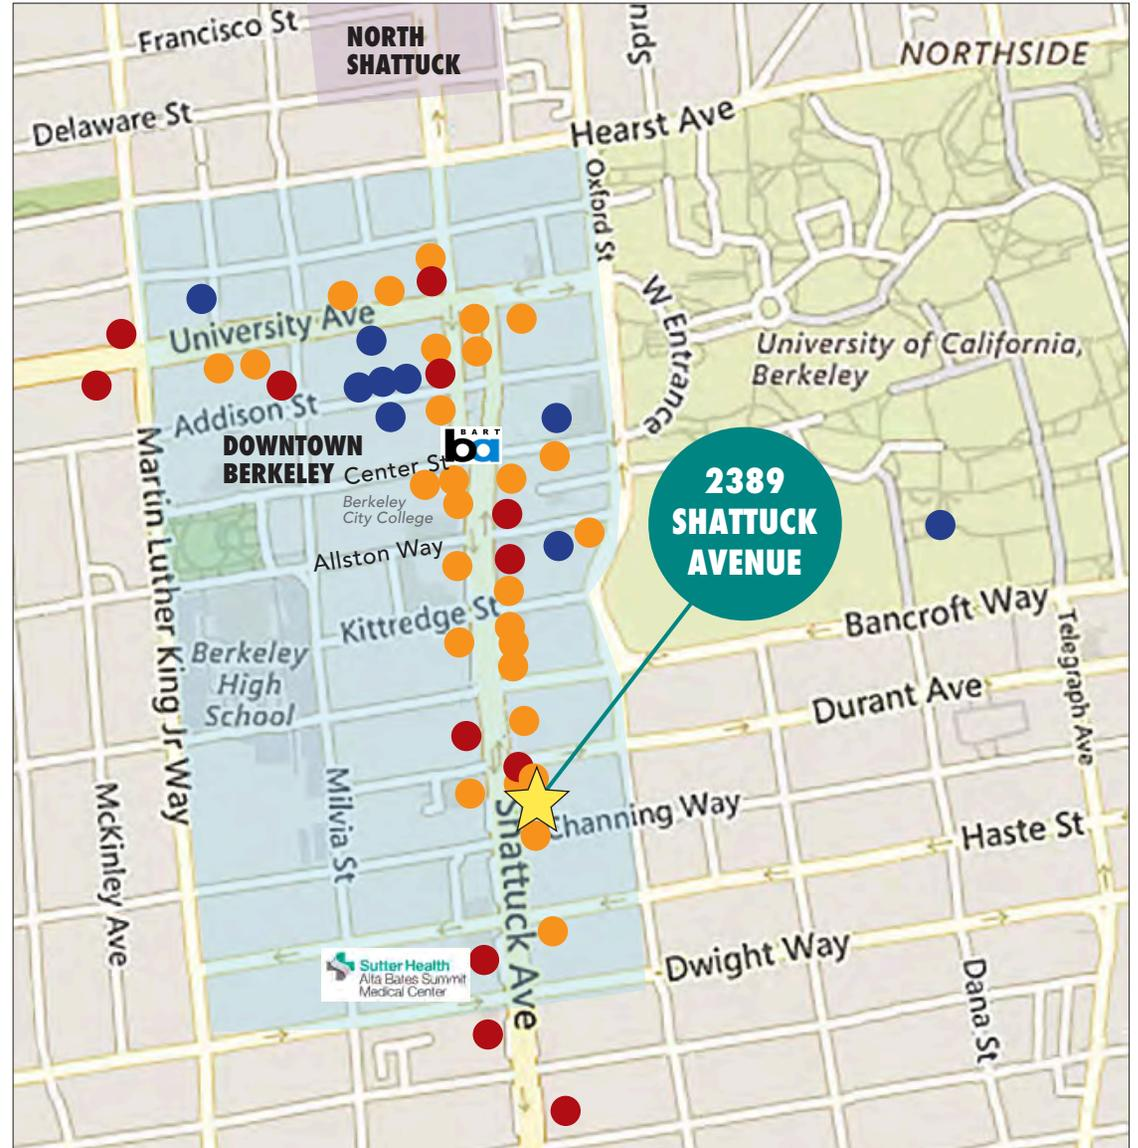 Francisco St
NORTH
SHATTUCK
NORTHSIDE
Delaware St
Hearst Ave
Oxford St
W Entrance
University Ave
University of California,
Berkeley
Addison St
DOWNTOWN
BERKELEY
BART
ba
Center St
Berkeley
City College
2389
SHATTUCK
AVENUE
Allston Way
Martin Luther King Jr Way
Kittredge St
Bancroft Way
Telegraph Ave
Berkeley
High
School
Durant Ave
McKinley Ave
Milvia St
Shattuck Ave
Channing Way
Haste St
Dwight Way
Sutter Health
Alta Bates Summit
Medical Center
Dana St